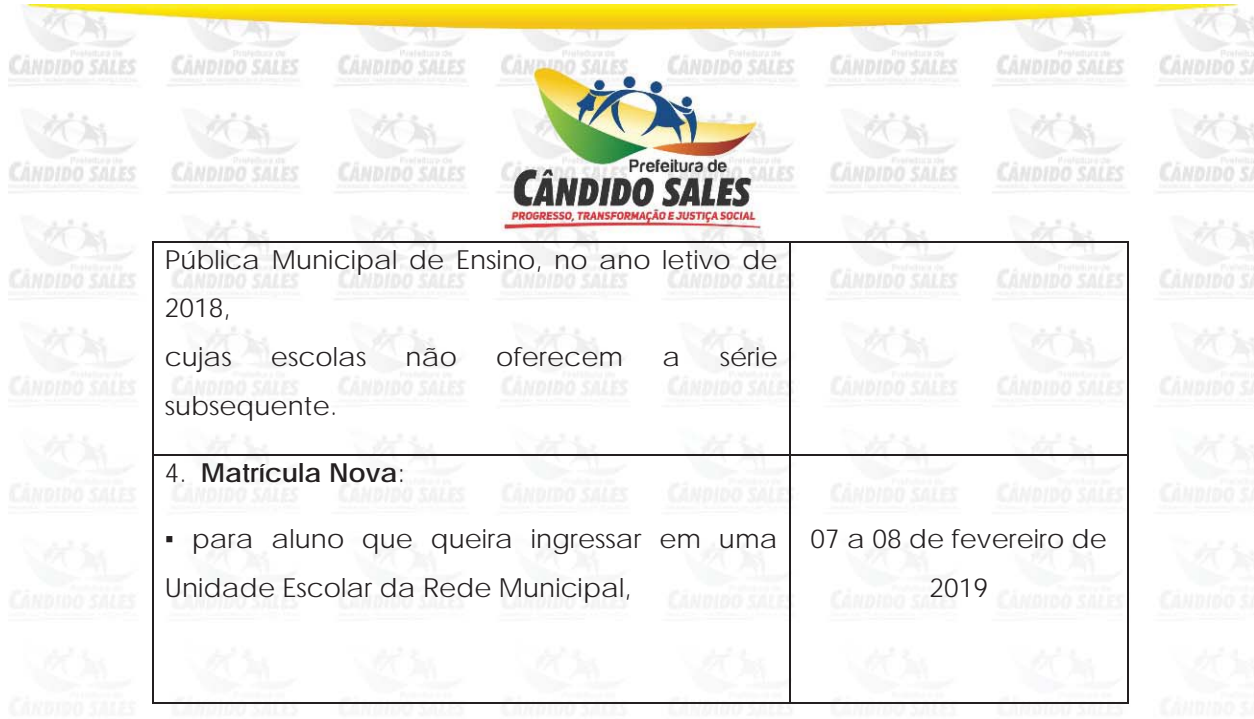 Prefeitura de
CÂNDIDO SALES
PROGRESSO, TRANSFORMAÇÃO E JUSTIÇA SOCIAL
Pública Municipal de Ensino, no ano letivo de
2018,
cujas escolas não oferecem a série
subsequente.
4. Matrícula Nova:
▪ para aluno que queira ingressar em uma
Unidade Escolar da Rede Municipal,
07 a 08 de fevereiro de
2019